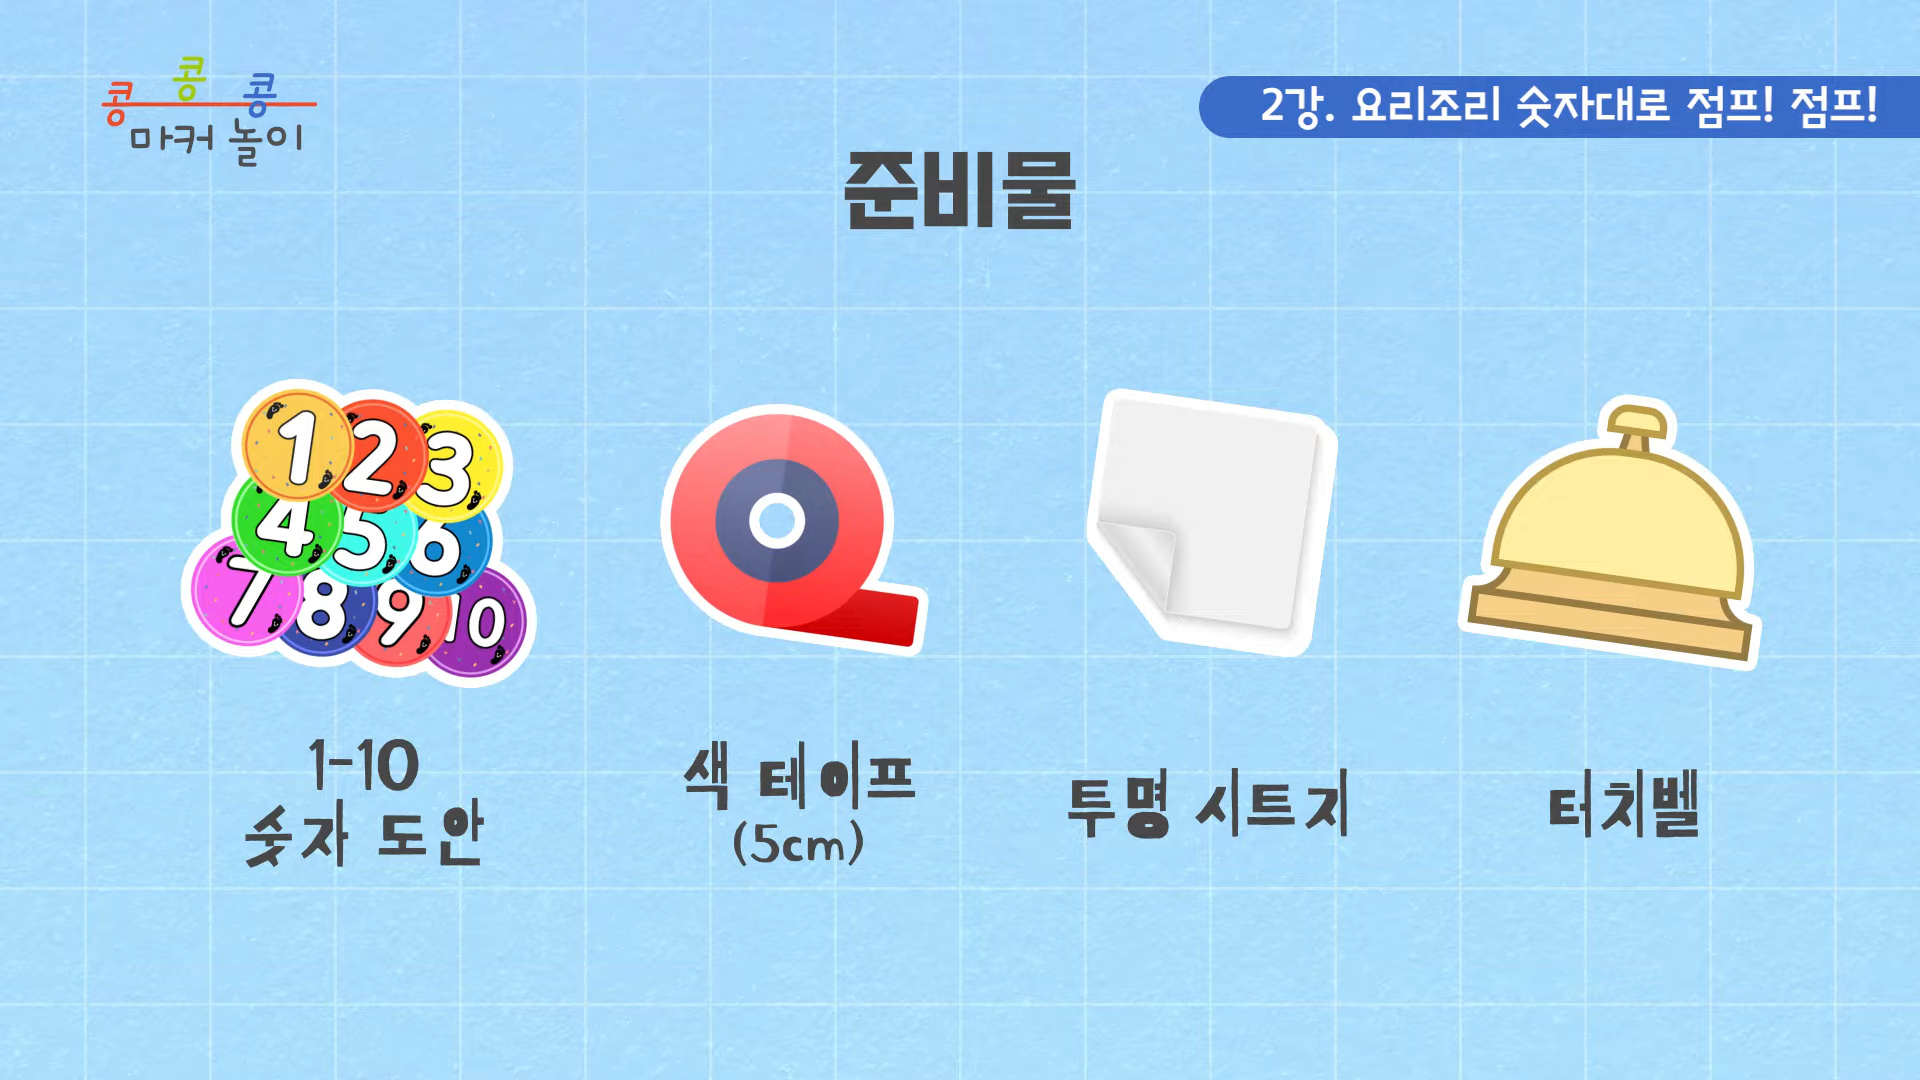 콩 콩 콩
마커 놀이
2강. 요리조리 숫자대로 점프! 점프!
준비물
1 2 3
4 5 6
7 8 9 10
1-10
숫자 도안
색 테이프
(5cm)
투명 시트지
터치벨